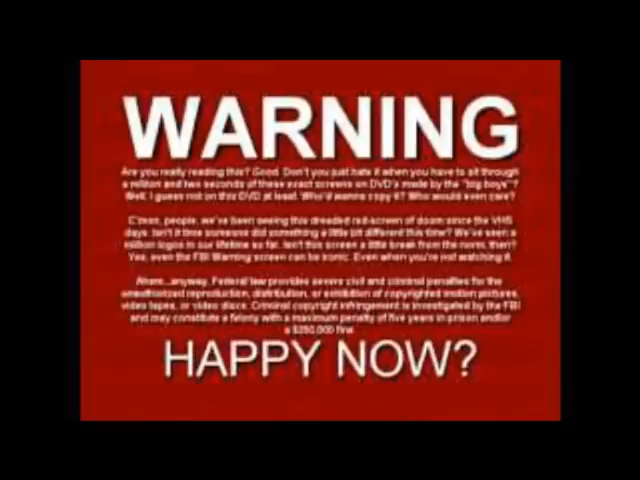 WARNING
Are you really reading this? Good. Don't you just hate it when you have to sit through
a million and two seconds of these exact screens on DVD's made by the "big boys"?
Well, I guess not on this DVD at least. Who'd wanna copy it? Who would even care?
C'mon, people, we've been seeing this dreaded red screen of doom since the VHS
days. Isn't it time someone did something a little bit different this time? We've seen a
million logos in our lifetime so far. Isn't this screen a little break from the norm, then?
Yes, even the FBI Warning screen can be ironic. Even when you're not watching it.
Ahem...anyway, Federal law provides severe civil and criminal penalties for the
unauthorized reproduction, distribution, or exhibition of copyrighted motion pictures,
video tapes, or video discs. Criminal copyright infringement is investigated by the FBI
and may constitute a felony with a maximum penalty of five years in prison and/or
a $250,000 fine.
HAPPY NOW?